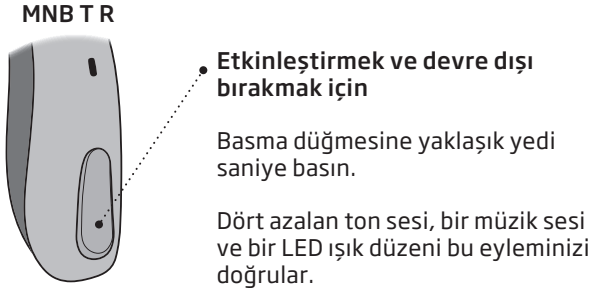 MNB T R
Etkinleştirmek ve devre dışı
bırakmak için
Basma düğmesine yaklaşık yedi
saniye basın.
Dört azalan ton sesi, bir müzik sesi
ve bir LED ışık düzeni bu eyleminizi
doğrular.